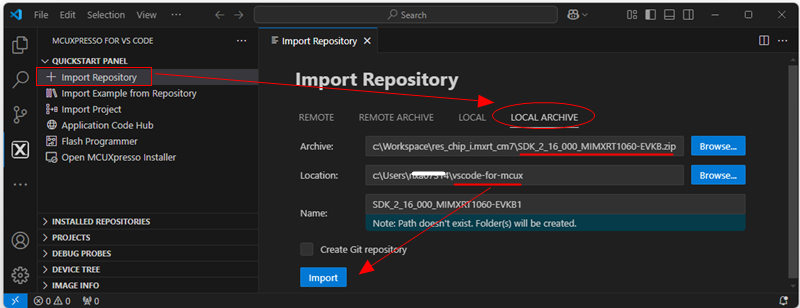 File Edit Selection View ··· Search
MCUXPRESSO FOR VS CODE ···
QUICKSTART PANEL
Import Repository
Import Example from Repository
Import Project
Application Code Hub
Flash Programmer
Open MCUXpresso Installer
INSTALLED REPOSITORIES
PROJECTS
DEBUG PROBES
DEVICE TREE
IMAGE INFO
Import Repository
Import Repository
REMOTE REMOTE ARCHIVE LOCAL LOCAL ARCHIVE
Archive: c:\Workspace\res_chip_i.mxrt_cm7\SDK_2_16_000_MIMXRT1060-EVKB.zip Browse...
Location: c:\Users\ \vscode-for-mcux Browse...
Name: SDK_2_16_000_MIMXRT1060-EVKB1
Note: Path doesn't exist. Folder(s) will be created.
Create Git repository
Import
0 0 0